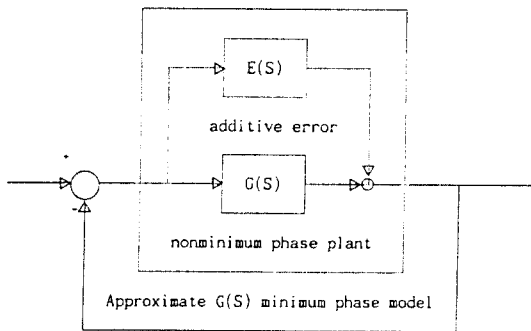 E(S)
additive error
+
G(S)
-
nonminimum phase plant
Approximate G(S) minimum phase model